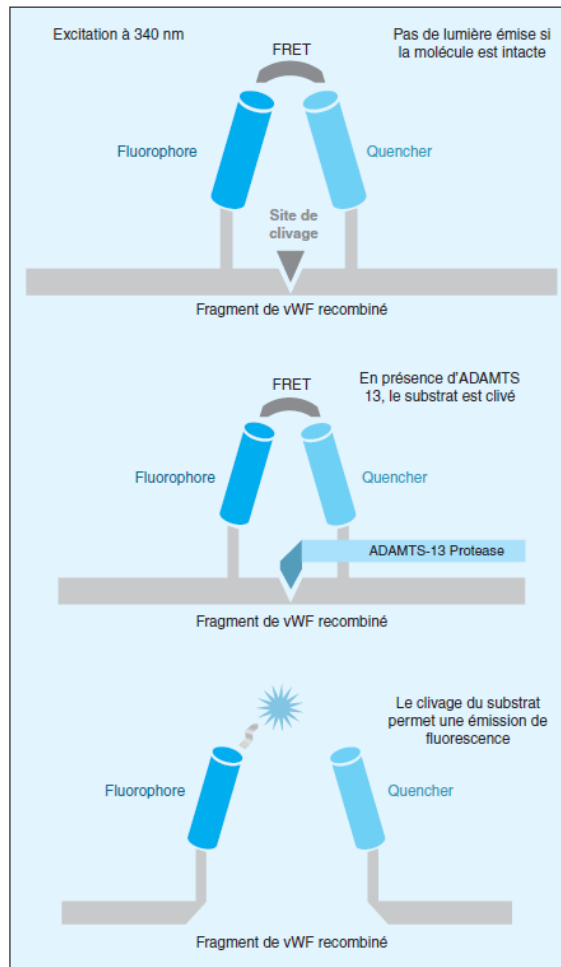 Excitation à 340 nm
Pas de lumière émise si
la molécule est intacte
FRET
Fluorophore
Quencher
Site de
clivage
Fragment de vWF recombiné
En présence d'ADAMTS
13, le substrat est clivé
FRET
Fluorophore
Quencher
ADAMTS-13 Protease
Fragment de vWF recombiné
Le clivage du substrat
permet une émission de
fluorescence
Fluorophore
Quencher
Fragment de vWF recombiné